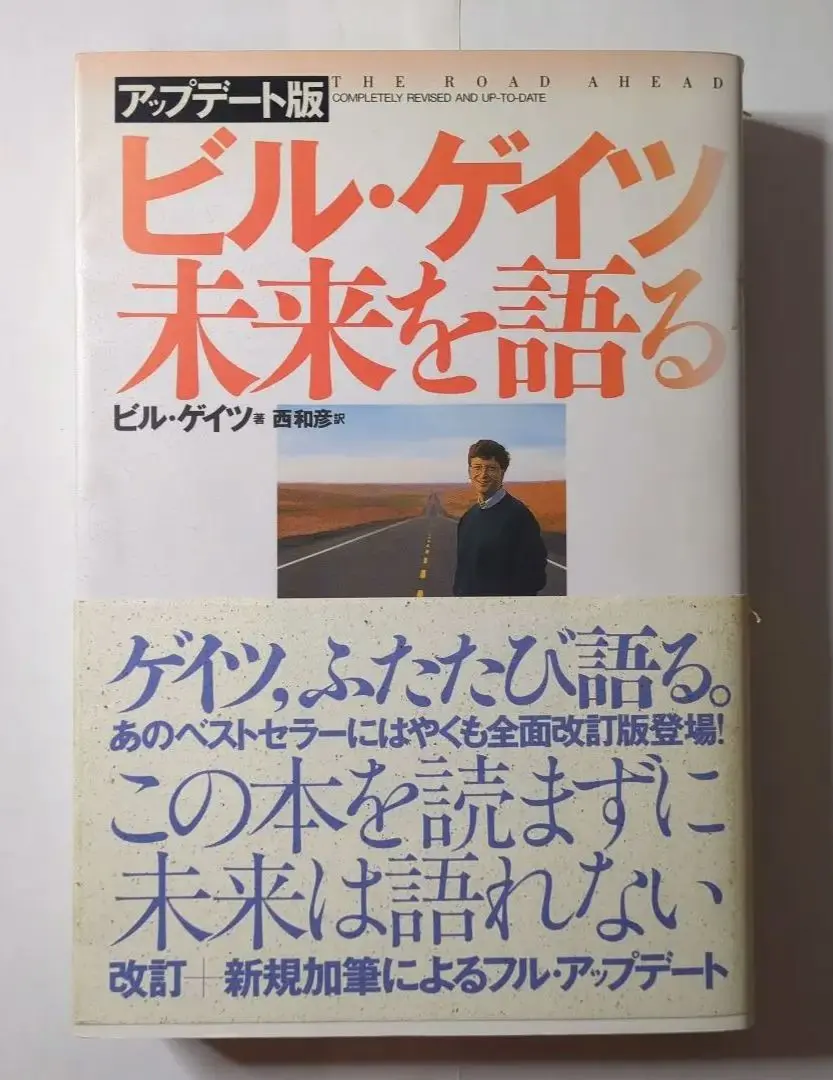 アップデート版
THE ROAD AHEAD
COMPLETELY REVISED AND UP-TO-DATE
ビル・ゲイツ
未来を語る
ビル・ゲイツ著 西和彦訳
ゲイツ,ふたたび語る。
あのベストセラーにはやくも全面改訂版登場!
この本を読まずに
未来は語れない
改訂+新規加筆によるフル・アップデート